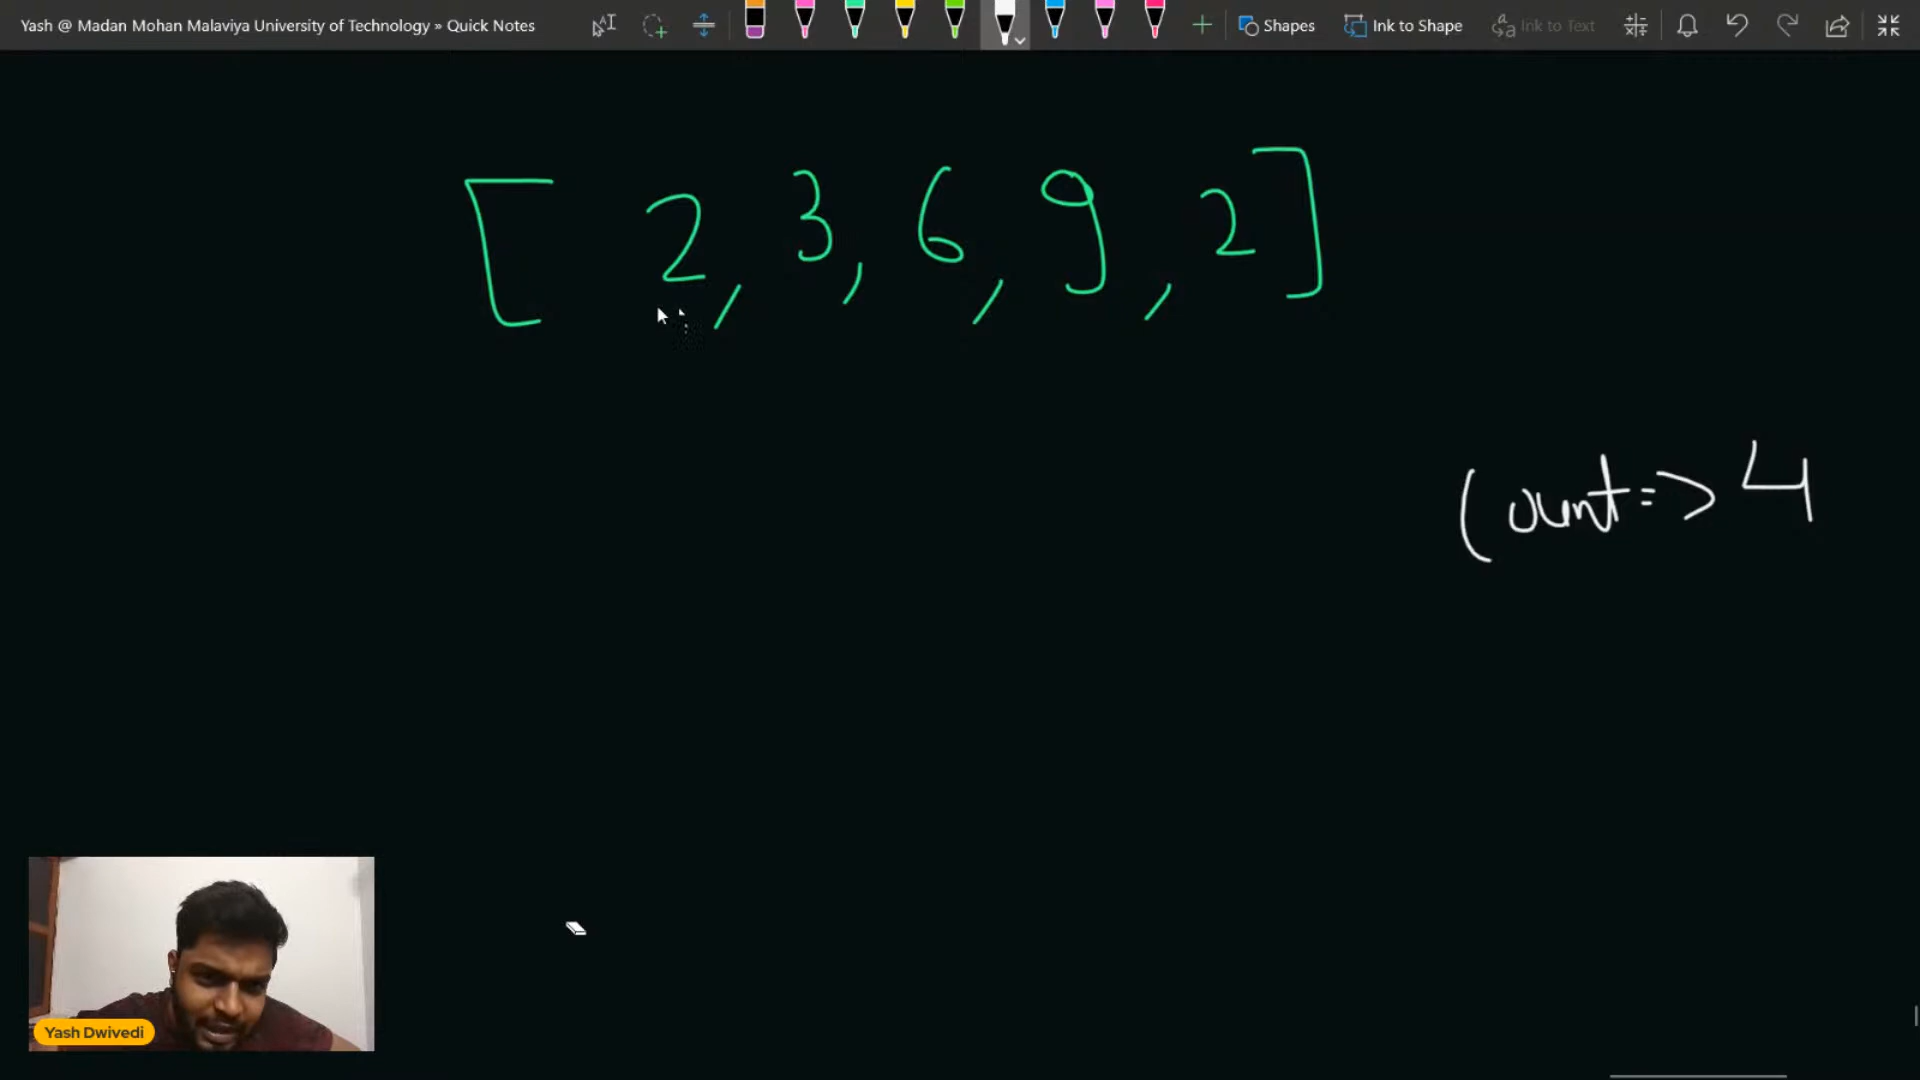 Yash @ Madan Mohan Malaviya University of Technology » Quick Notes
Shapes
Ink to Shape
Ink to Text
[ 2, 3, 6, 9, 2 ]
Count => 4
Yash Dwivedi